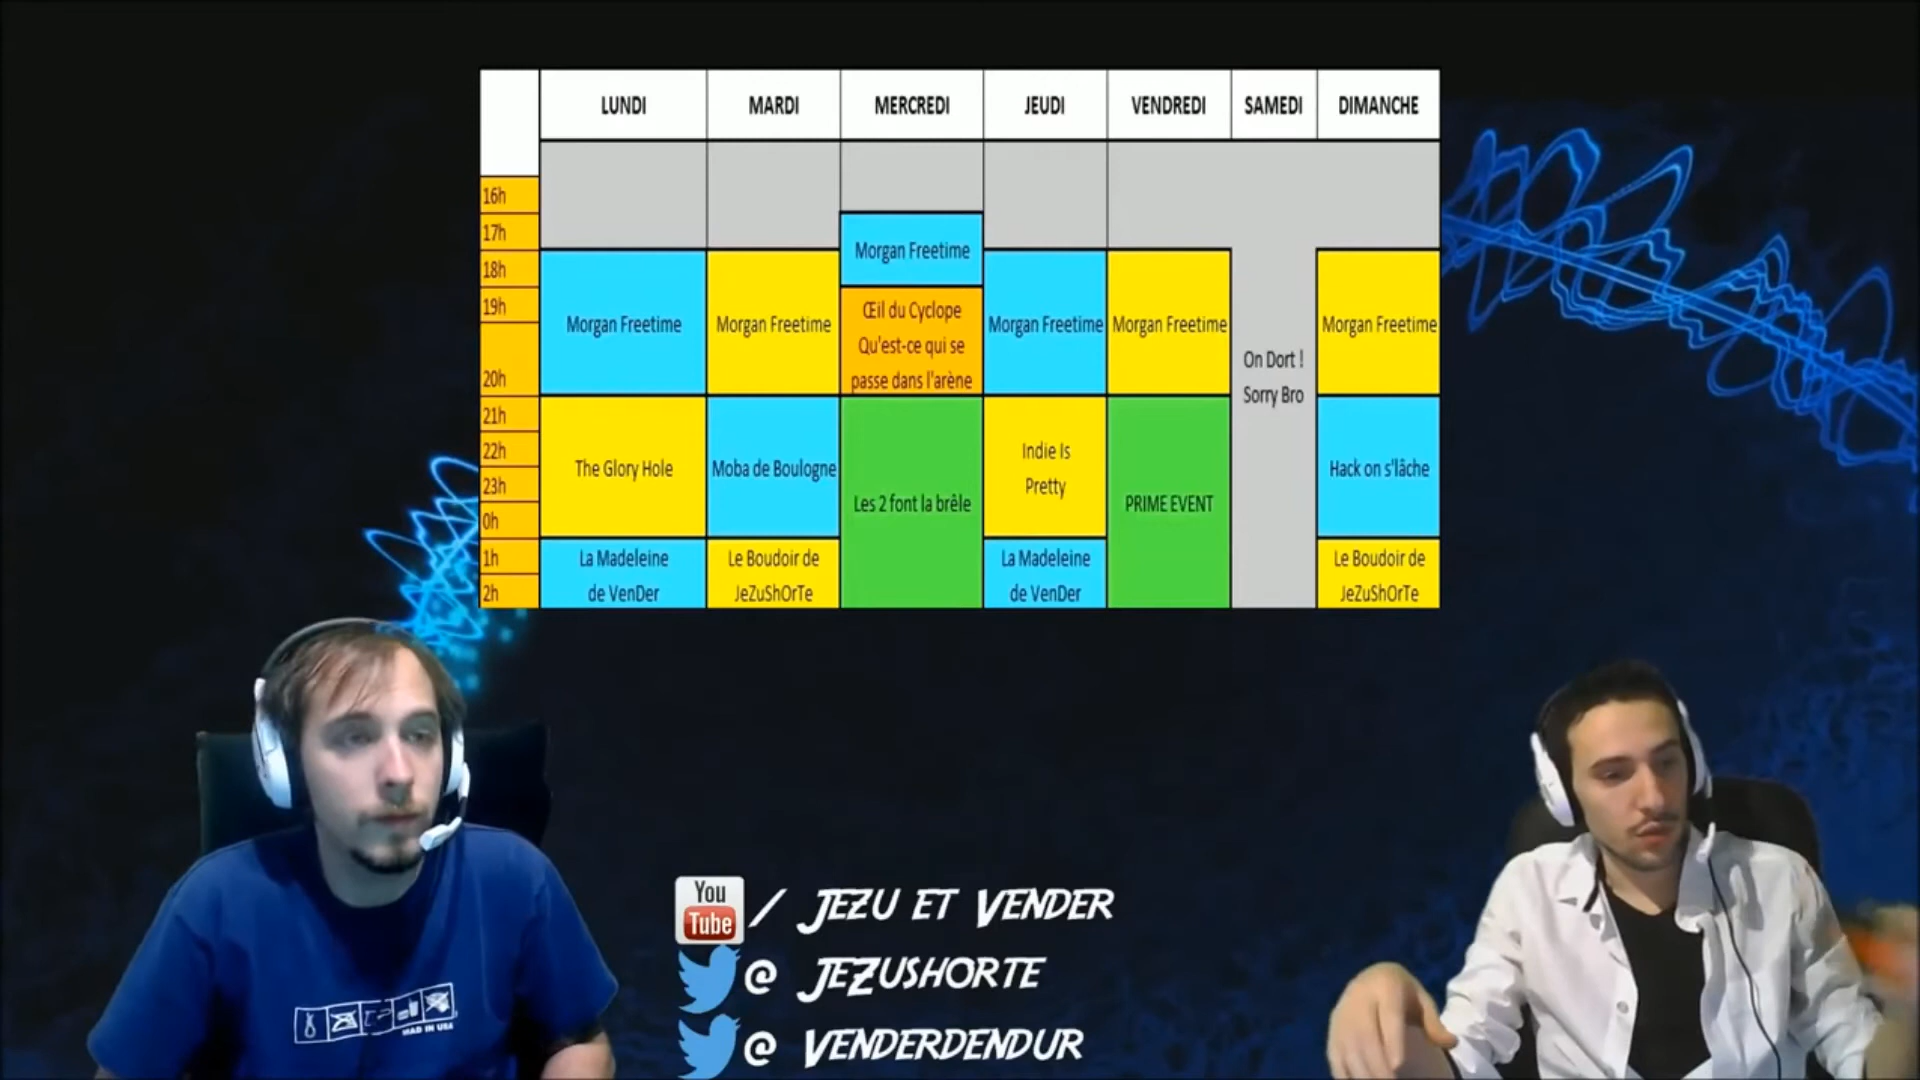 LUNDI MARDI MERCREDI JEUDI VENDREDI SAMEDI DIMANCHE
16h
17h
18h
19h
20h
21h
22h
23h
0h
1h
2h
Morgan Freetime
The Glory Hole
La Madeleine
de VenDer
Morgan Freetime
Moba de Boulogne
Le Boudoir de
JeZuShOrTe
Morgan Freetime
Œil du Cyclope
Qu'est-ce qui se
passe dans l'arène
Les 2 font la brêle
Morgan Freetime
Indie Is
Pretty
La Madeleine
de VenDer
Morgan Freetime
PRIME EVENT
On Dort !
Sorry Bro
Morgan Freetime
Hack on s'lâche
Le Boudoir de
JeZuShOrTe
You
Tube / JEZU ET VENDER
@ JEZUSHORTE
@ VENDERDENDUR
MAD IN USA